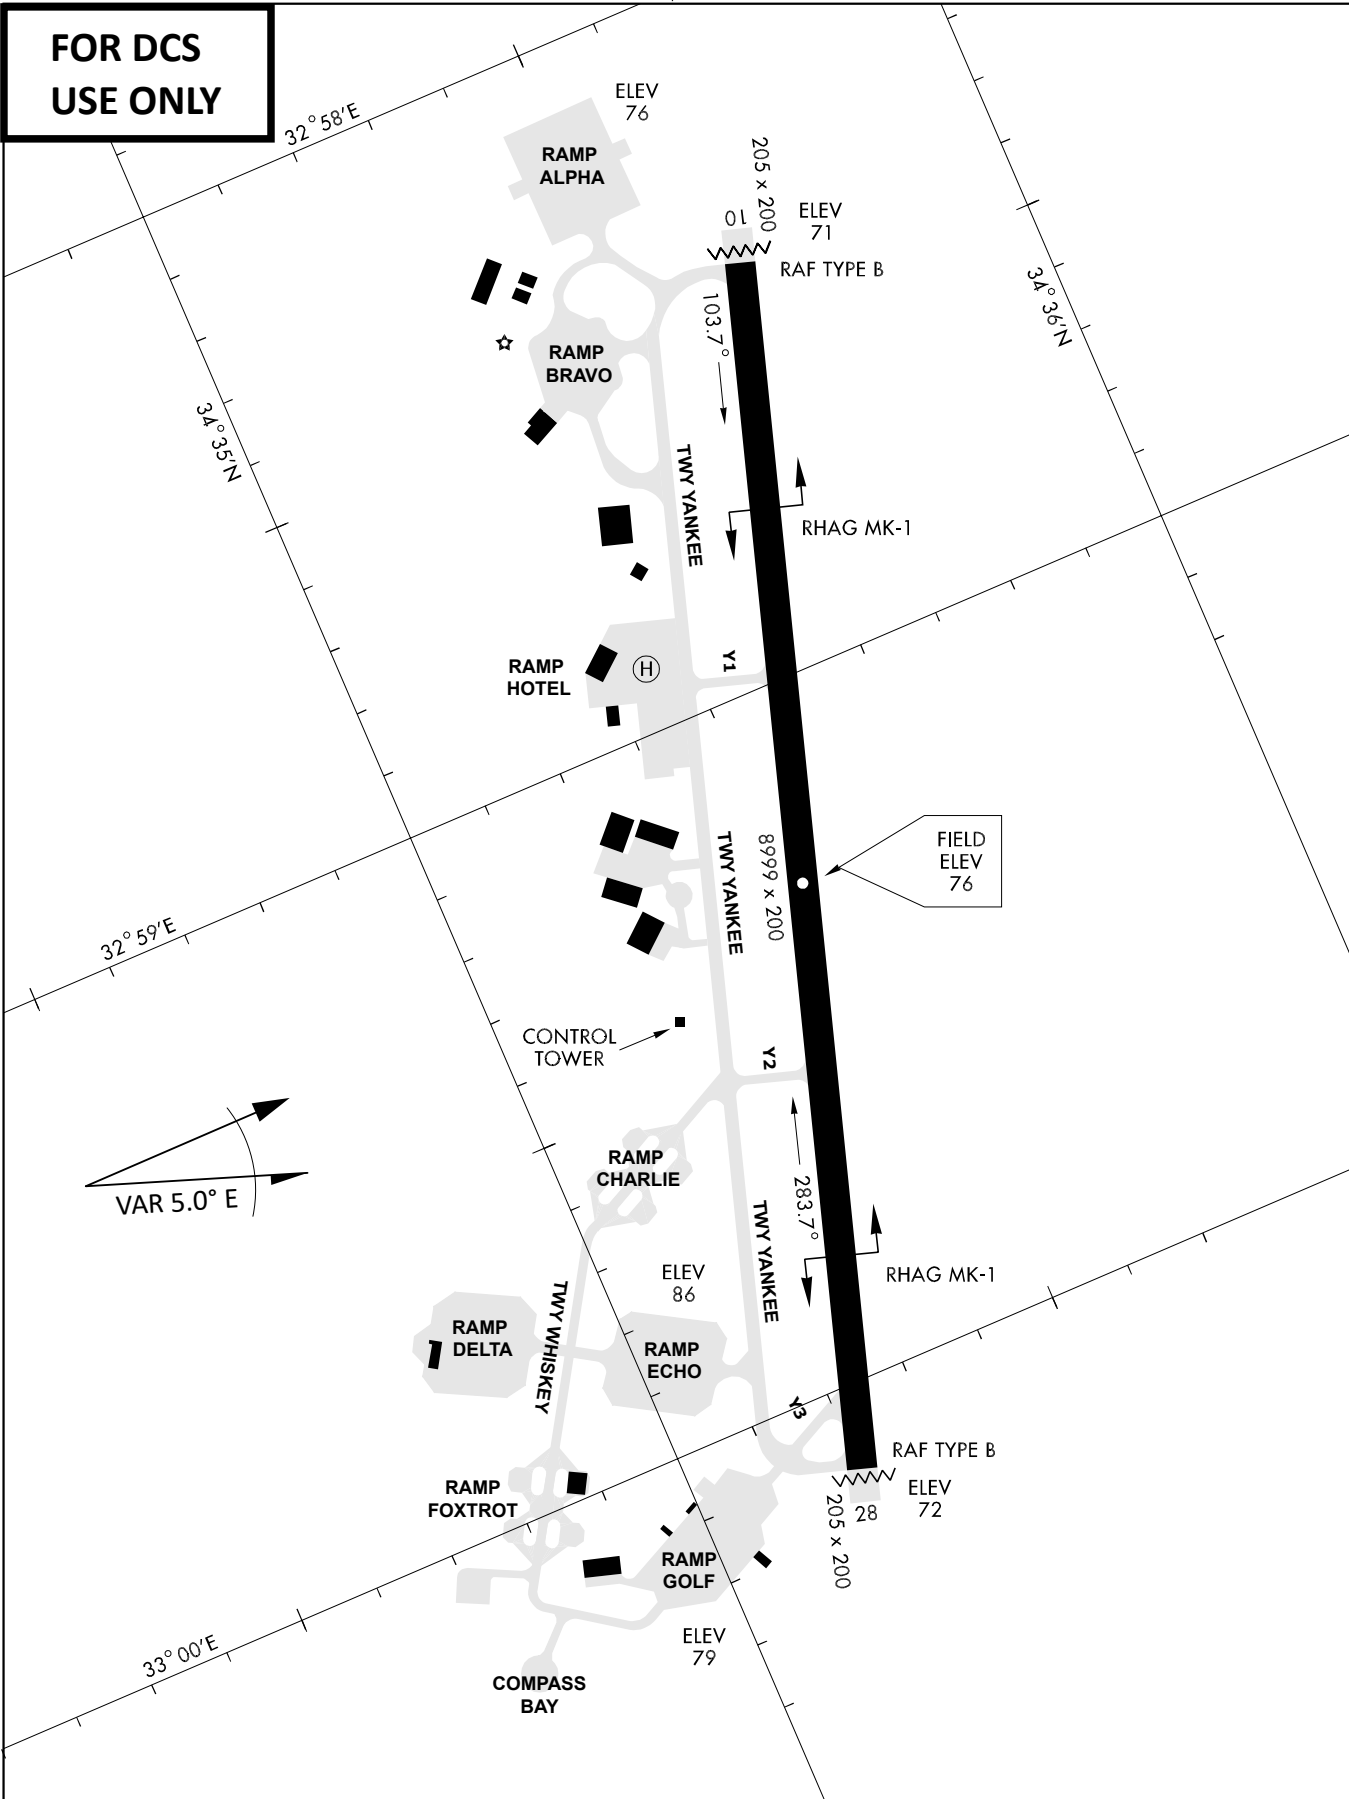 FOR DCS
USE ONLY
32°58'E
ELEV
76
RAMP
ALPHA
205 x 200
10
ELEV
71
RAF TYPE B
34°36'N
103.7°
RAMP
BRAVO
34°35'N
TWY YANKEE
RHAG MK-1
Y1
RAMP
HOTEL
H
TWY YANKEE
8999 x 200
FIELD
ELEV
76
32°59'E
CONTROL
TOWER
Y2
VAR 5.0° E
RAMP
CHARLIE
283.7°
TWY YANKEE
ELEV
86
RHAG MK-1
TWY WHISKEY
RAMP
DELTA
RAMP
ECHO
Y3
RAF TYPE B
RAMP
FOXTROT
ELEV
72
28
205 x 200
RAMP
GOLF
33°00'E
ELEV
79
COMPASS
BAY